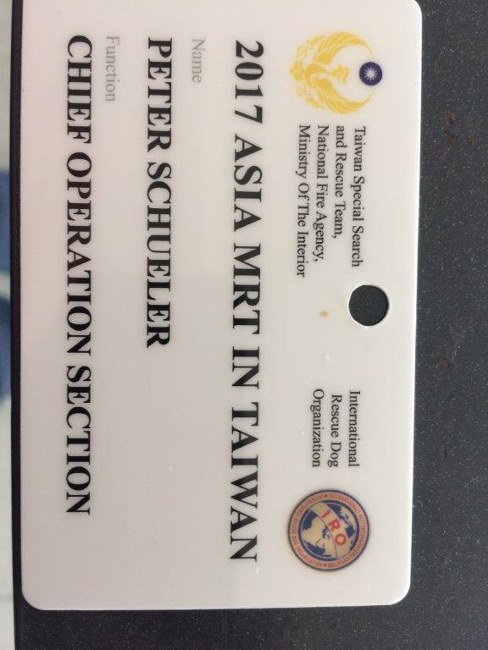 Taiwan Special Search
and Rescue Team,
National Fire Agency,
Ministry Of The Interior
International
Rescue Dog
Organization
IRO
2017 ASIA MRT IN TAIWAN
Name
PETER SCHUELER
Function
CHIEF OPERATION SECTION